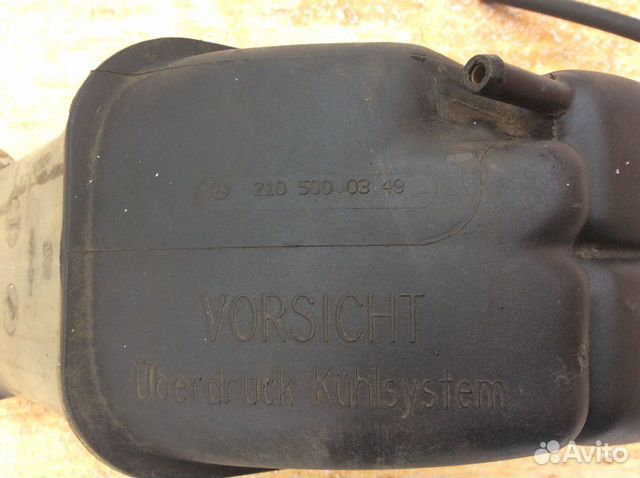 210 500 03 49
VORSICHT
Überdruck Kühlsystem
Avito